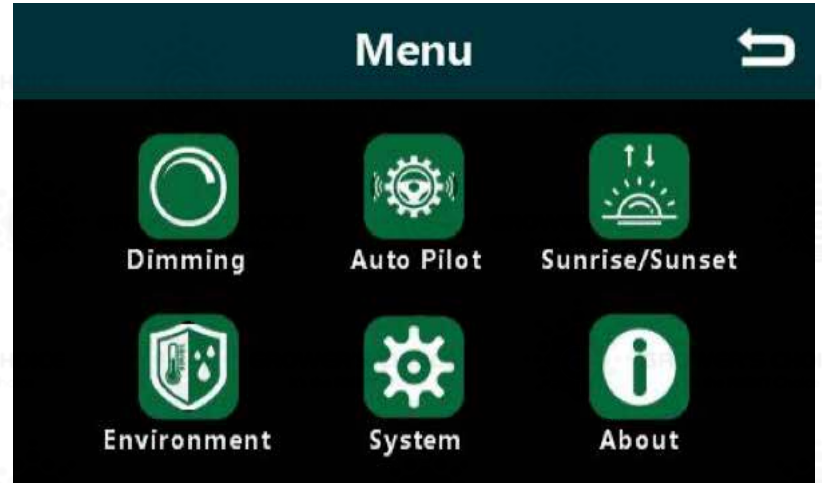 Menu
Dimming
Auto Pilot
Sunrise/Sunset
Environment
System
About